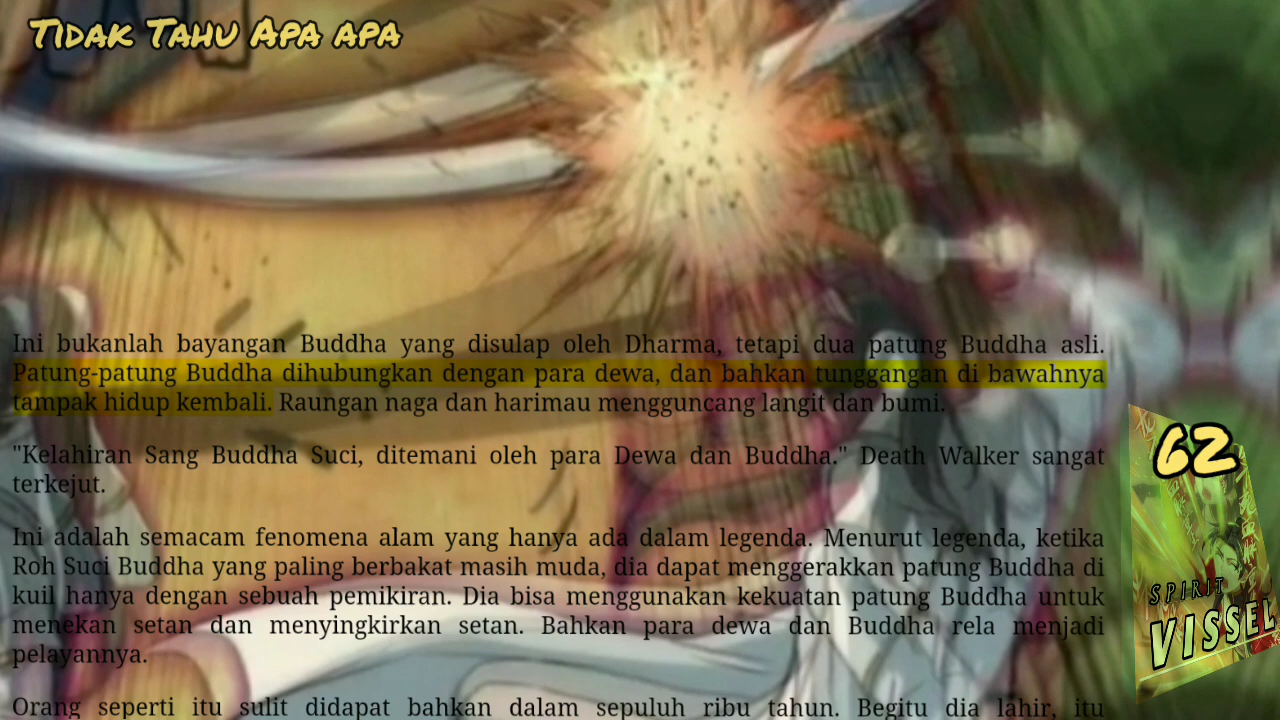 Tidak Tahu Apa apa
Ini bukanlah bayangan Buddha yang disulap oleh Dharma, tetapi dua patung Buddha asli.
Patung-patung Buddha dihubungkan dengan para dewa, dan bahkan tunggangan di bawahnya
tampak hidup kembali. Raungan naga dan harimau mengguncang langit dan bumi.
"Kelahiran Sang Buddha Suci, ditemani oleh para Dewa dan Buddha." Death Walker sangat
terkejut.
Ini adalah semacam fenomena alam yang hanya ada dalam legenda. Menurut legenda, ketika
Roh Suci Buddha yang paling berbakat masih muda, dia dapat menggerakkan patung Buddha di
kuil hanya dengan sebuah pemikiran. Dia bisa menggunakan kekuatan patung Buddha untuk
menekan setan dan menyingkirkan setan. Bahkan para dewa dan Buddha rela menjadi
pelayannya.
Orang seperti itu sulit didapat bahkan dalam sepuluh ribu tahun. Begitu dia lahir, itu
62
SPIRIT
VISSEL